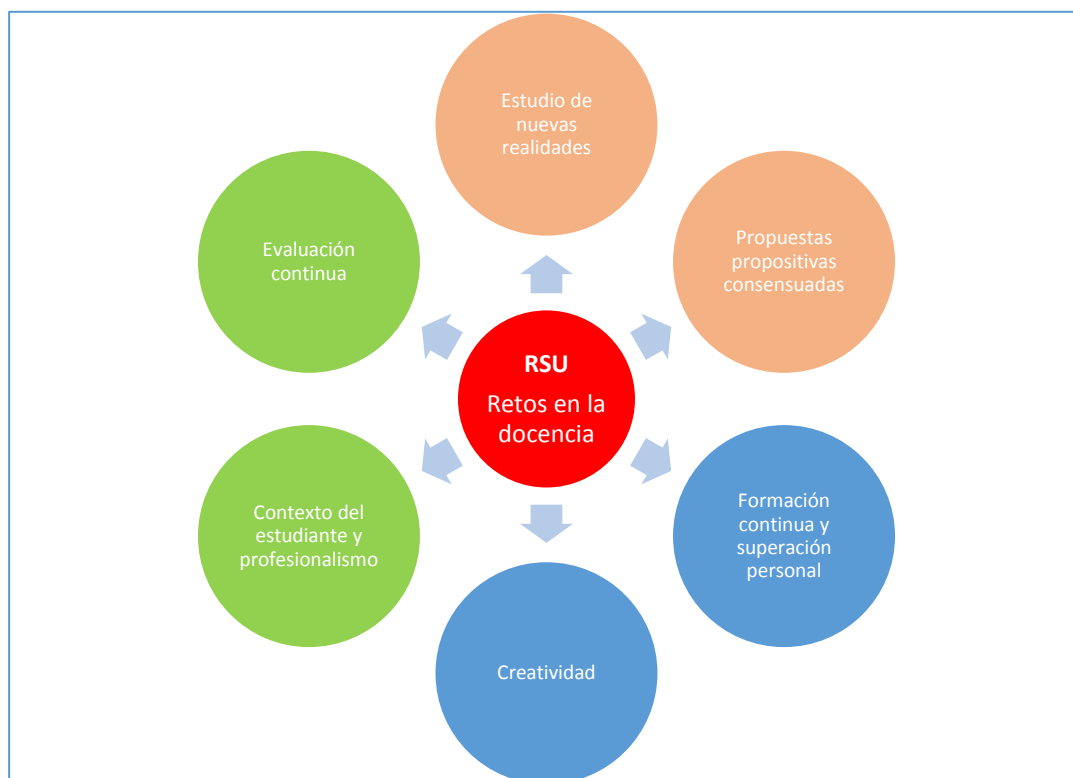 Estudio de
nuevas
realidades
Evaluación
continua
Propuestas
propositivas
consensuadas
RSU
Retos en la
docencia
Contexto del
estudiante y
profesionalismo
Formación
continua y
superación
personal
Creatividad